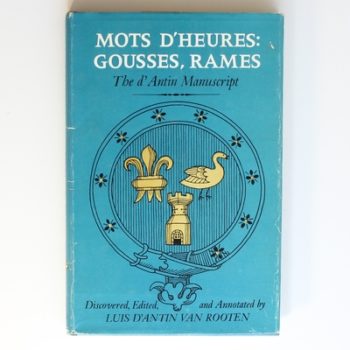 MOTS D'HEURES:
GOUSSES, RAMES
The d'Antin Manuscript
Discovered, Edited, and Annotated by
LUIS D'ANTIN VAN ROOTEN